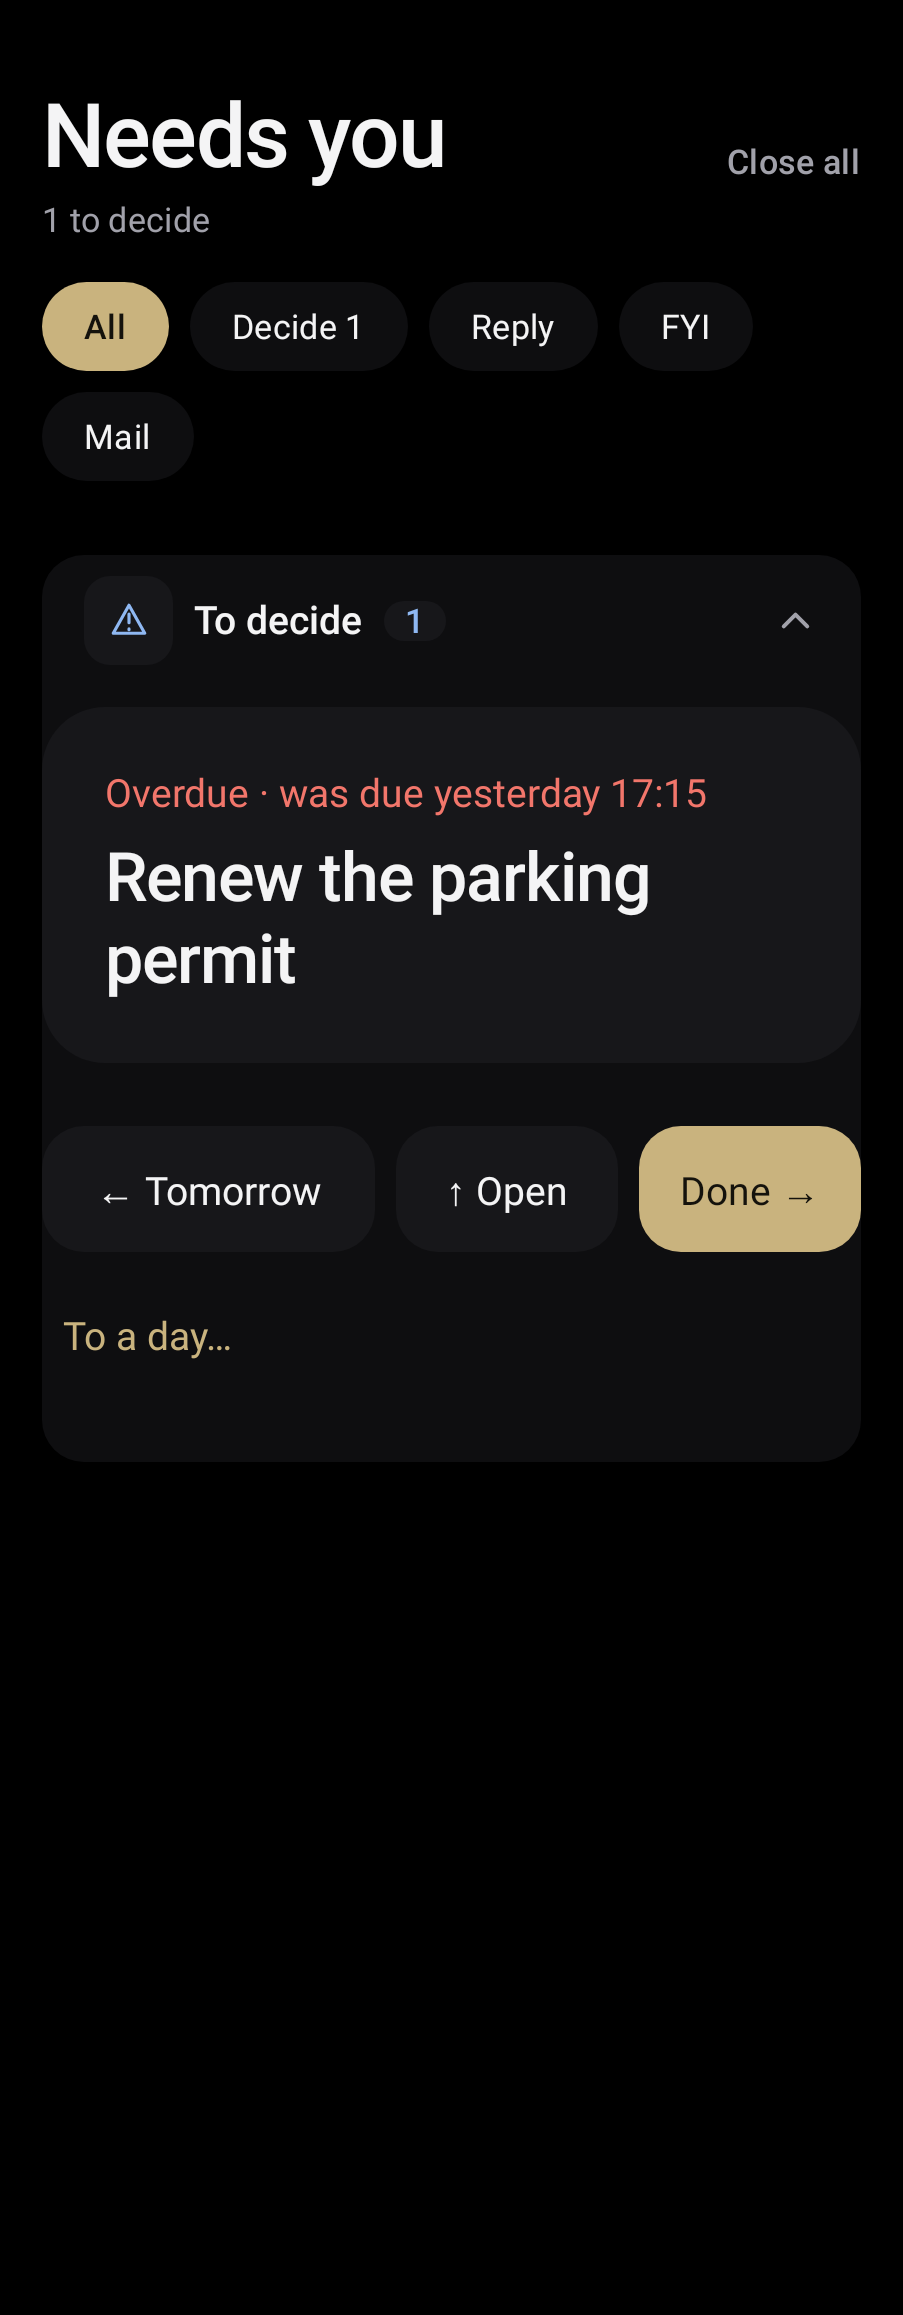 Needs you
Close all
1 to decide
All
Decide 1
Reply
FYI
Mail
To decide
1
Overdue · was due yesterday 17:15
Renew the parking
permit
← Tomorrow
↑ Open
Done →
To a day…